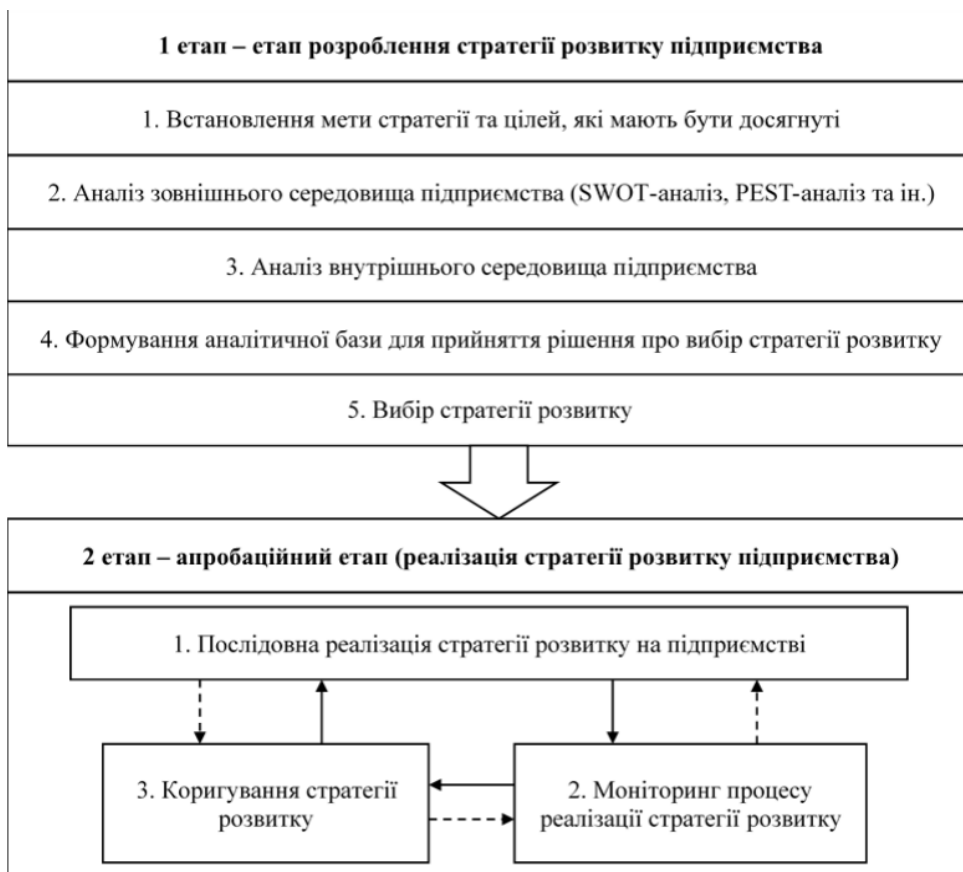 1 етап – етап розроблення стратегії розвитку підприємства
1. Встановлення мети стратегії та цілей, які мають бути досягнуті
2. Аналіз зовнішнього середовища підприємства (SWOT-аналіз, PEST-аналіз та ін.)
3. Аналіз внутрішнього середовища підприємства
4. Формування аналітичної бази для прийняття рішення про вибір стратегії розвитку
5. Вибір стратегії розвитку
2 етап – апробаційний етап (реалізація стратегії розвитку підприємства)
1. Послідовна реалізація стратегії розвитку на підприємстві
3. Коригування стратегії
розвитку
2. Моніторинг процесу
реалізації стратегії розвитку